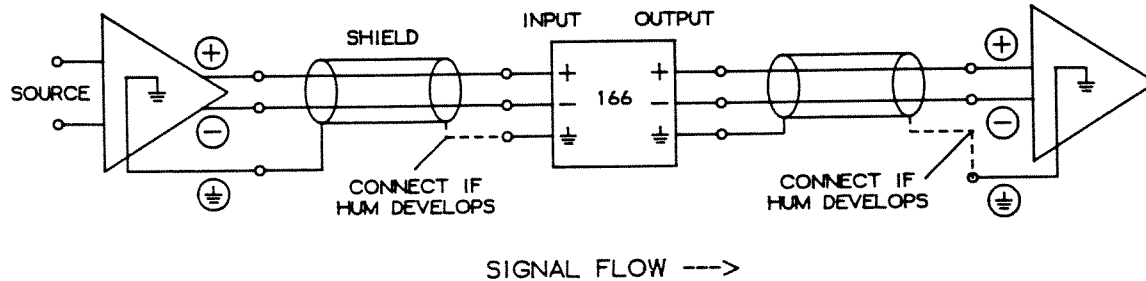 INPUT OUTPUT
SHIELD
+ +
SOURCE
+ 166 +
- -
- -
CONNECT IF
HUM DEVELOPS
CONNECT IF
HUM DEVELOPS
SIGNAL FLOW --->